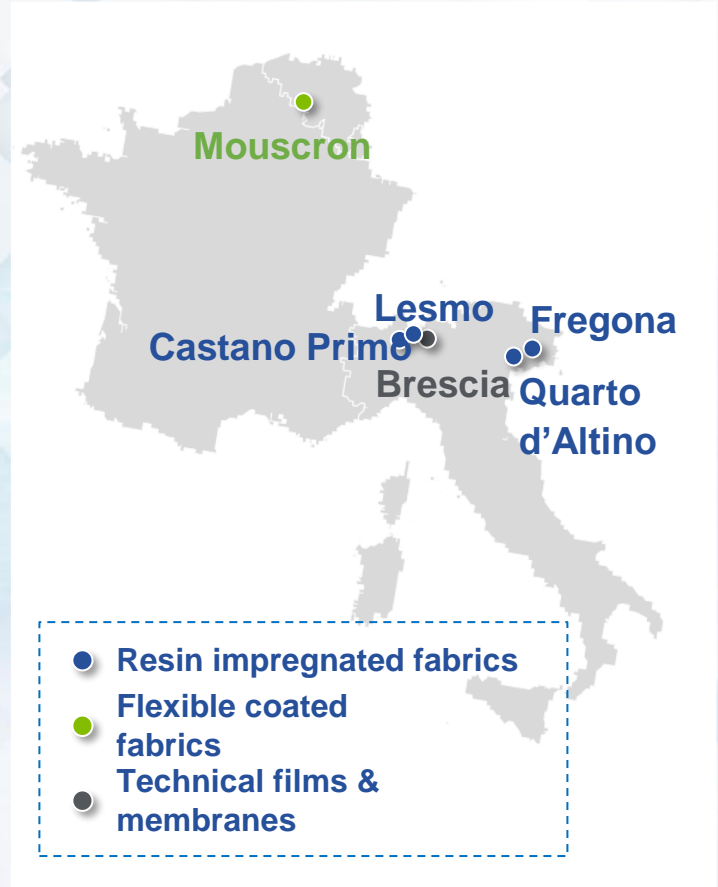 Mouscron
Lesmo
Fregona
Castano Primo
Brescia
Quarto
d’Altino
Resin impregnated fabrics
Flexible coated
fabrics
Technical films &
membranes